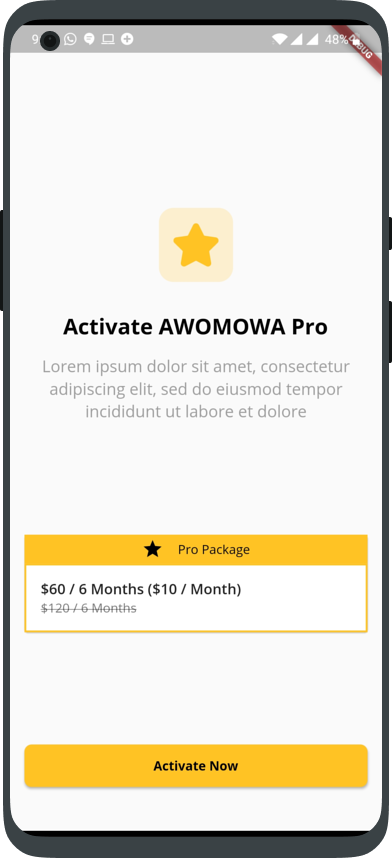 9
48%
Activate AWOMOWA Pro
Lorem ipsum dolor sit amet, consectetur
adipiscing elit, sed do eiusmod tempor
incididunt ut labore et dolore
Pro Package
$60 / 6 Months ($10 / Month)
$120 / 6 Months
Activate Now